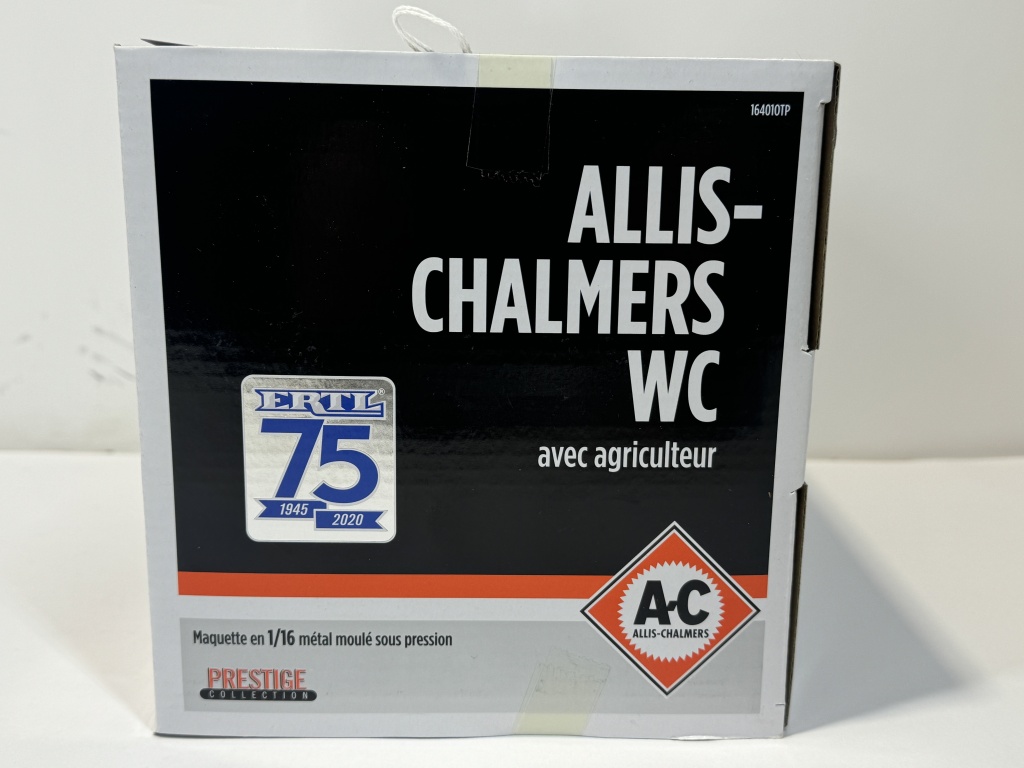 164010TP
ALLIS-
CHALMERS
WC
avec agriculteur
ERTL®
75
1945
2020
A-C
ALLIS-CHALMERS
Maquette en 1/16 métal moulé sous pression
PRESTIGE
COLLECTION